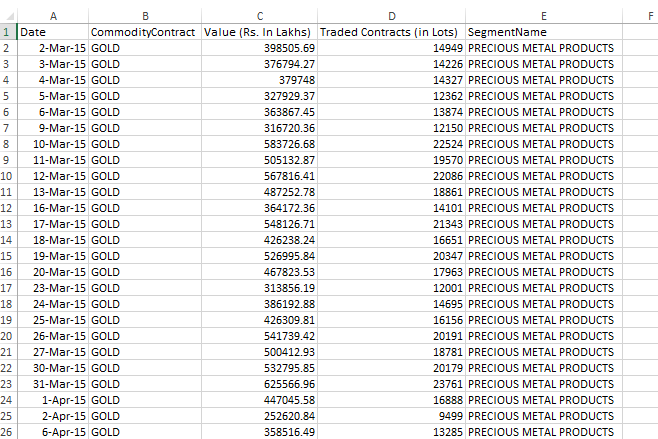 A B C D E F
1 Date CommodityContract Value (Rs. In Lakhs) Traded Contracts (in Lots) SegmentName
2 2-Mar-15 GOLD 398505.69 14949 PRECIOUS METAL PRODUCTS
3 3-Mar-15 GOLD 376794.27 14226 PRECIOUS METAL PRODUCTS
4 4-Mar-15 GOLD 379748 14327 PRECIOUS METAL PRODUCTS
5 5-Mar-15 GOLD 327929.37 12362 PRECIOUS METAL PRODUCTS
6 6-Mar-15 GOLD 363867.45 13874 PRECIOUS METAL PRODUCTS
7 9-Mar-15 GOLD 316720.36 12150 PRECIOUS METAL PRODUCTS
8 10-Mar-15 GOLD 583726.68 22524 PRECIOUS METAL PRODUCTS
9 11-Mar-15 GOLD 505132.87 19570 PRECIOUS METAL PRODUCTS
10 12-Mar-15 GOLD 567816.41 22086 PRECIOUS METAL PRODUCTS
11 13-Mar-15 GOLD 487252.78 18861 PRECIOUS METAL PRODUCTS
12 16-Mar-15 GOLD 364172.36 14101 PRECIOUS METAL PRODUCTS
13 17-Mar-15 GOLD 548126.71 21343 PRECIOUS METAL PRODUCTS
14 18-Mar-15 GOLD 426238.24 16651 PRECIOUS METAL PRODUCTS
15 19-Mar-15 GOLD 526995.84 20347 PRECIOUS METAL PRODUCTS
16 20-Mar-15 GOLD 467823.53 17963 PRECIOUS METAL PRODUCTS
17 23-Mar-15 GOLD 313856.19 12001 PRECIOUS METAL PRODUCTS
18 24-Mar-15 GOLD 386192.88 14695 PRECIOUS METAL PRODUCTS
19 25-Mar-15 GOLD 426309.81 16156 PRECIOUS METAL PRODUCTS
20 26-Mar-15 GOLD 541739.42 20191 PRECIOUS METAL PRODUCTS
21 27-Mar-15 GOLD 500412.93 18781 PRECIOUS METAL PRODUCTS
22 30-Mar-15 GOLD 532795.85 20179 PRECIOUS METAL PRODUCTS
23 31-Mar-15 GOLD 625566.96 23761 PRECIOUS METAL PRODUCTS
24 1-Apr-15 GOLD 447045.58 16888 PRECIOUS METAL PRODUCTS
25 2-Apr-15 GOLD 252620.84 9499 PRECIOUS METAL PRODUCTS
26 6-Apr-15 GOLD 358516.49 13285 PRECIOUS METAL PRODUCTS